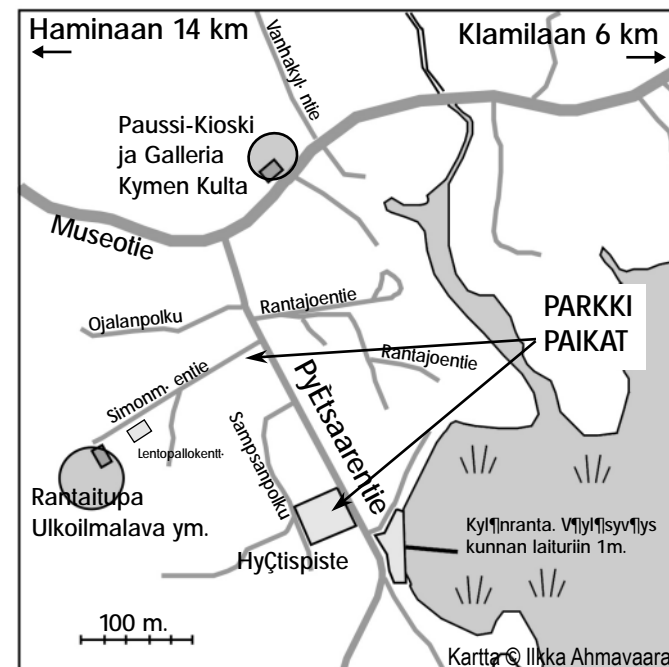 Haminaan 14 km
Klamilaan 6 km
Vanhakyl· ntie
Paussi-Kioski
ja Galleria
Kymen Kulta
Museotie
Ojalanpolku
Rantajoentie
PARKKI
PAIKAT
Rantajoentie
Simonm· entie
PyÈtsaarentie
Lentopallokentt·
Sampsanpolku
Rantaitupa
Ulkoilmalava ym.
Kyl¶nranta. V¶yl¶syv¶ys
kunnan laituriin 1m.
HyÇtispiste
100 m.
Kartta © Ilkka Ahmavaara